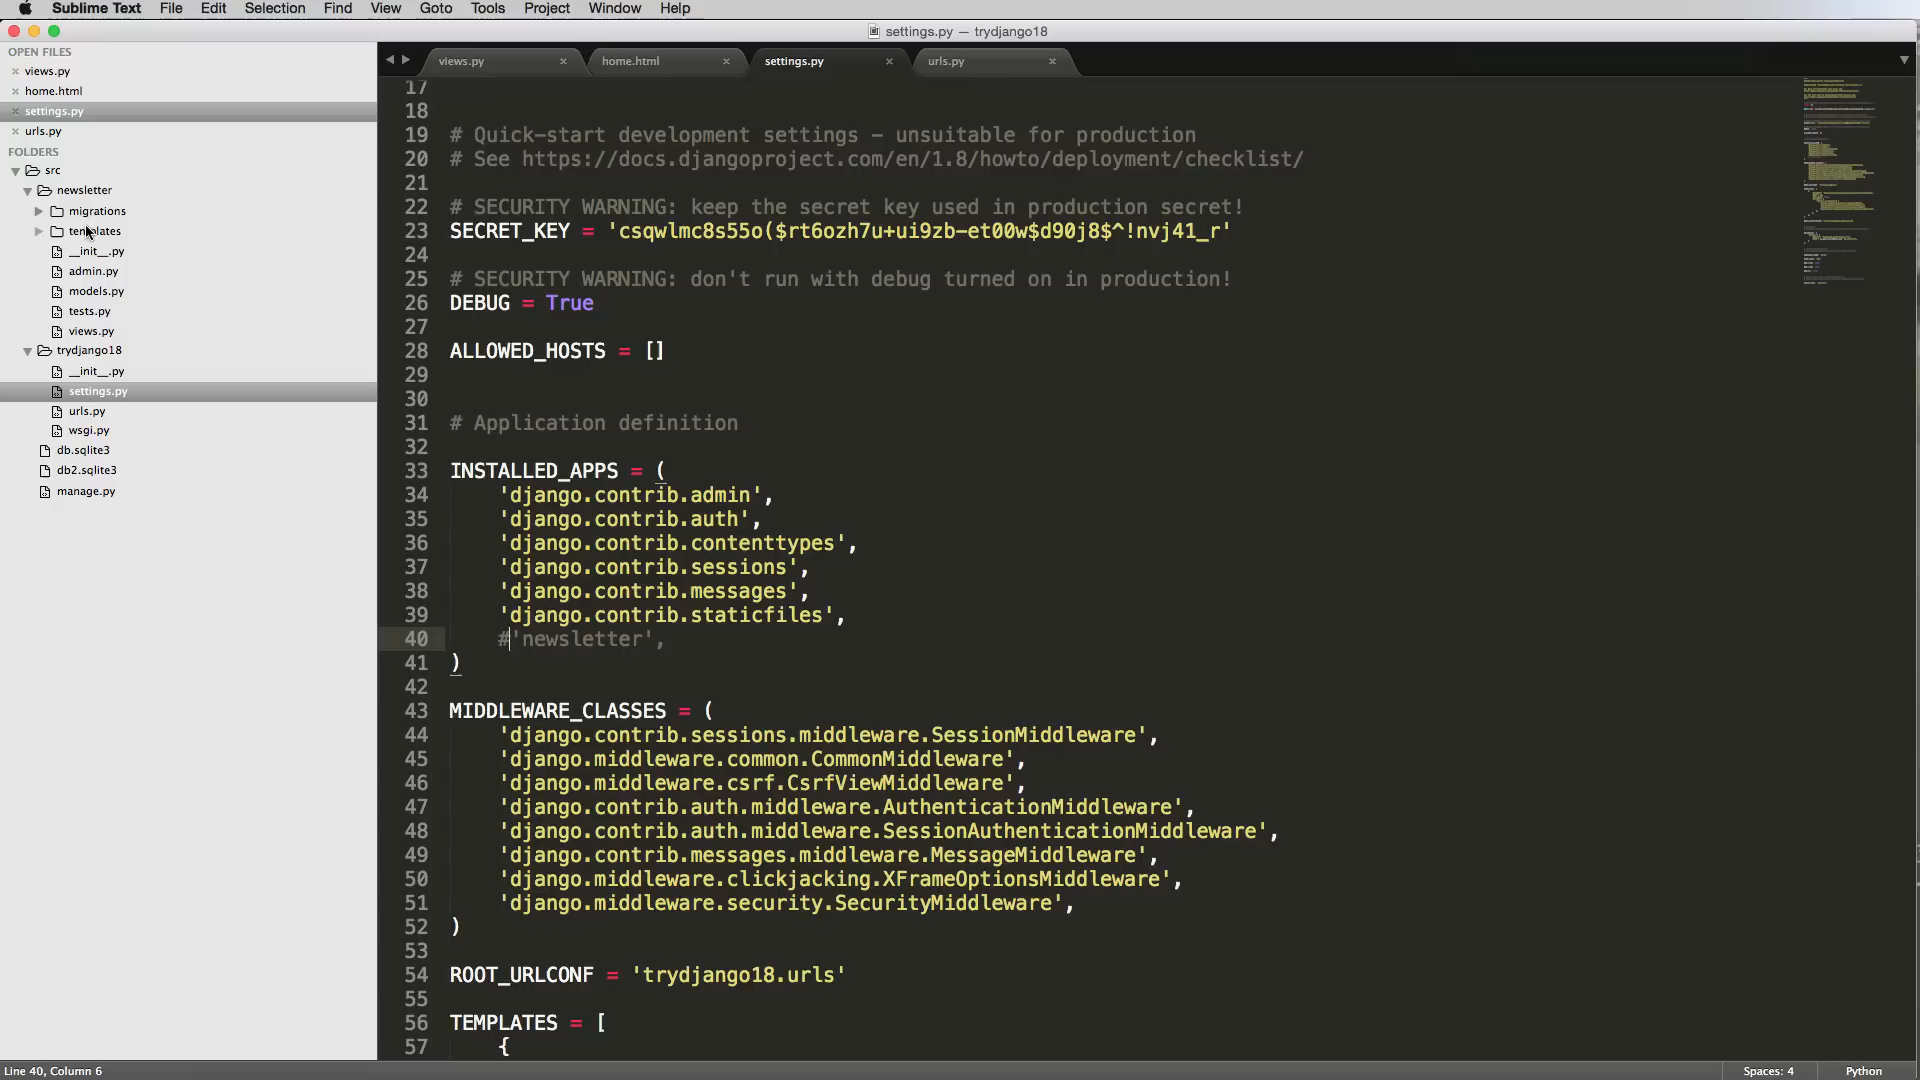 Sublime Text File Edit Selection Find View Goto Tools Project Window Help
settings.py — trydjango18
OPEN FILES
views.py
home.html
settings.py
urls.py
FOLDERS
src
newsletter
migrations
templates
__init__.py
admin.py
models.py
tests.py
views.py
trydjango18
__init__.py
settings.py
urls.py
wsgi.py
db.sqlite3
db2.sqlite3
manage.py
views.py home.html settings.py urls.py
17
18
19 # Quick-start development settings - unsuitable for production
20 # See https://docs.djangoproject.com/en/1.8/howto/deployment/checklist/
21
22 # SECURITY WARNING: keep the secret key used in production secret!
23 SECRET_KEY = 'csqwlmc8s55o($rt6ozh7u+ui9zb-et00w$d90j8$^!nvj41_r'
24
25 # SECURITY WARNING: don't run with debug turned on in production!
26 DEBUG = True
27
28 ALLOWED_HOSTS = []
29
30
31 # Application definition
32
33 INSTALLED_APPS = (
34 'django.contrib.admin',
35 'django.contrib.auth',
36 'django.contrib.contenttypes',
37 'django.contrib.sessions',
38 'django.contrib.messages',
39 'django.contrib.staticfiles',
40 #'newsletter',
41 )
42
43 MIDDLEWARE_CLASSES = (
44 'django.contrib.sessions.middleware.SessionMiddleware',
45 'django.middleware.common.CommonMiddleware',
46 'django.middleware.csrf.CsrfViewMiddleware',
47 'django.contrib.auth.middleware.AuthenticationMiddleware',
48 'django.contrib.auth.middleware.SessionAuthenticationMiddleware',
49 'django.contrib.messages.middleware.MessageMiddleware',
50 'django.middleware.clickjacking.XFrameOptionsMiddleware',
51 'django.middleware.security.SecurityMiddleware',
52 )
53
54 ROOT_URLCONF = 'trydjango18.urls'
55
56 TEMPLATES = [
57 {
Line 40, Column 6 Spaces: 4 Python